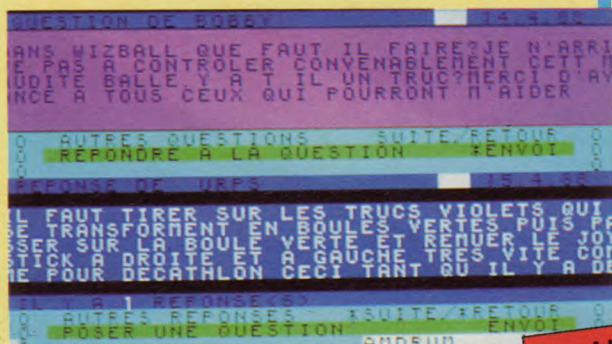 QUESTION DE BOBBY 14.4.88
ANS WIZBALL QUE FAUT IL FAIRE?JE N'ARRI
E PAS A CONTROLER CONVENABLEMENT CETT M
AUDITE BALLE.Y A T IL UN TRUC?MERCI D'AV
NCE A TOUS CEUX QUI POURRONT M'AIDER
AUTRES QUESTIONS SUITE/RETOUR
REPONDRE A LA QUESTION *ENVOI
REPONSE DE URPS 15.4.88
IL FAUT TIRER SUR LES TRUCS VIOLETS QUI
SE TRANSFORMENT EN BOULES VERTES PUIS PA
SSER SUR LA BOULE VERTE ET REMUER LE JOY
STICK A DROITE ET A GAUCHE TRES VITE COM
ME POUR DECATHLON CECI TANT QU IL Y A DE
IL Y A 1 REPONSE(S)
AUTRES REPONSES *SUITE/*RETOUR
POSER UNE QUESTION ENVOI
AMDRUM